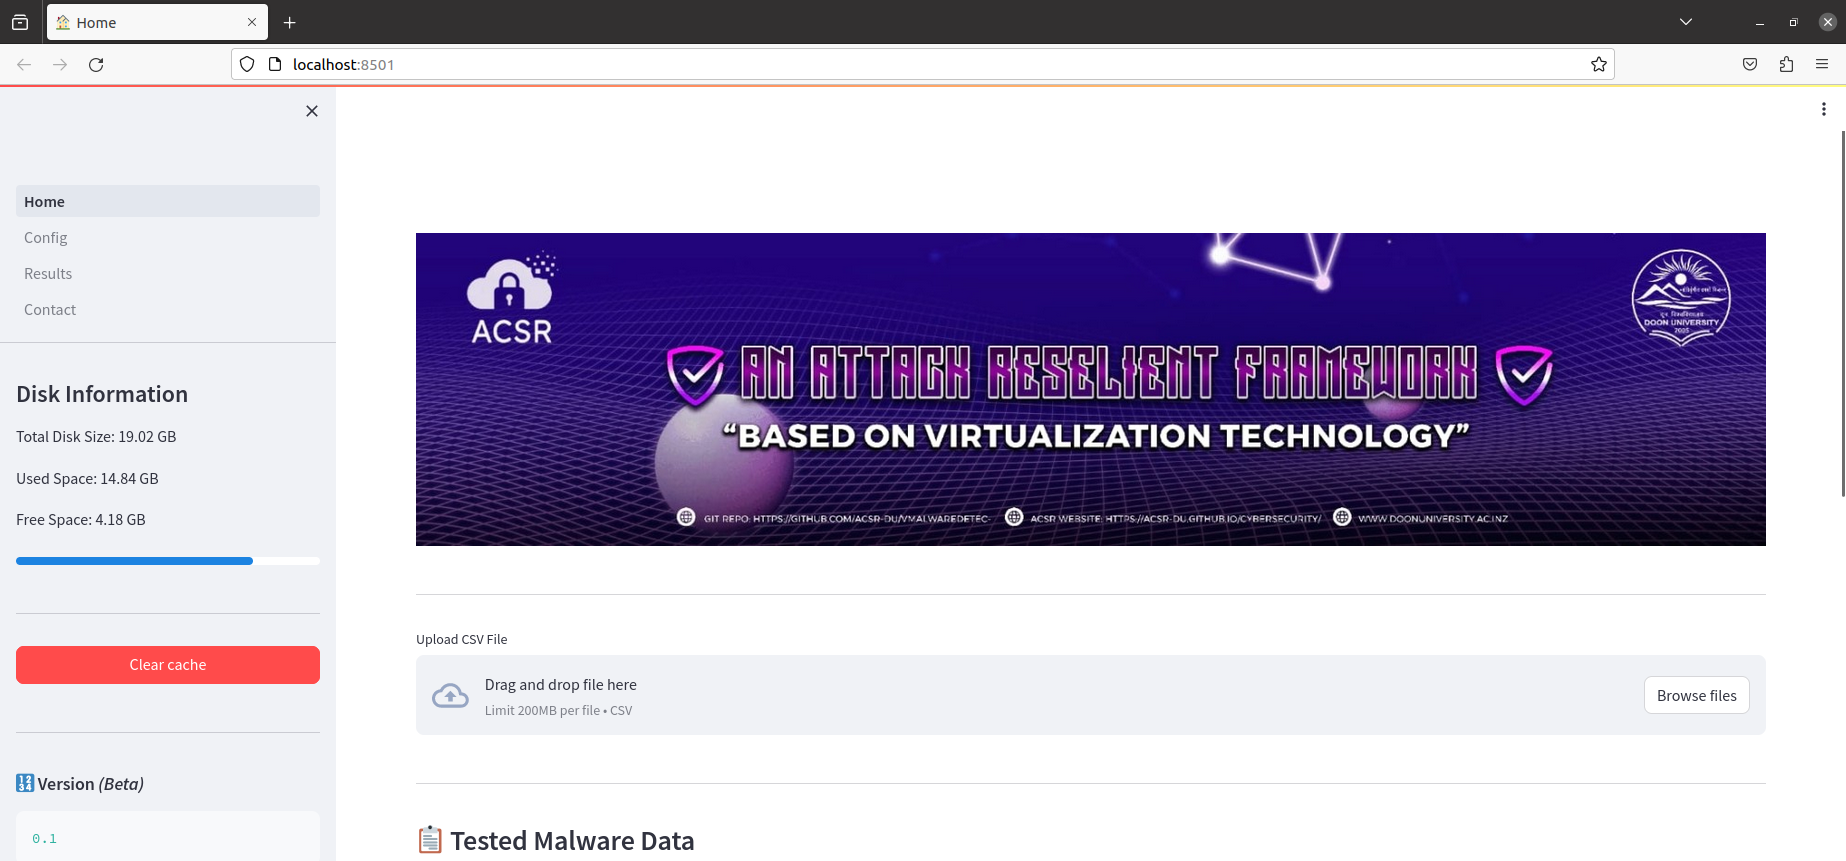 Home
localhost:8501
Home
Config
Results
Contact
Disk Information
Total Disk Size: 19.02 GB
Used Space: 14.84 GB
Free Space: 4.18 GB
Clear cache
Version (Beta)
0.1
ACSR
DOON UNIVERSITY
2005
AN ATTACK RESELIENT FRAMEWORK
“BASED ON VIRTUALIZATION TECHNOLOGY”
GIT REPO: HTTPS://GITHUB.COM/ACSR-DU/VMALWAREDETEC-
ACSR WEBSITE: HTTPS://ACSR-DU.GITHUB.IO/CYBERSECURITY/
WWW.DOONUNIVERSITY.AC.INZ
Upload CSV File
Drag and drop file here
Limit 200MB per file • CSV
Browse files
Tested Malware Data